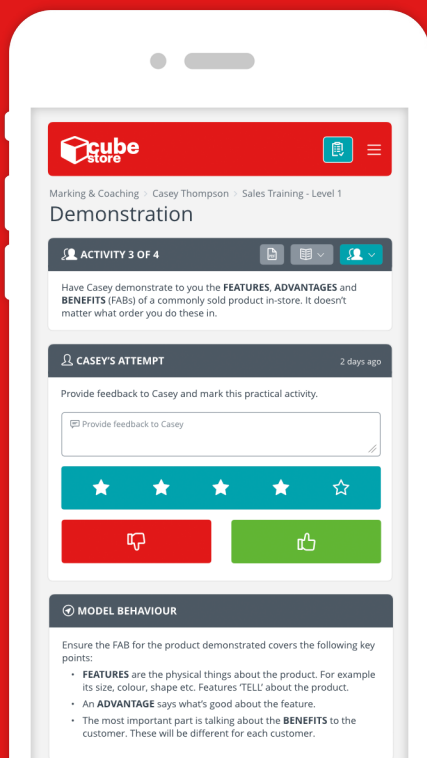 cube
store
Marking & Coaching > Casey Thompson > Sales Training - Level 1
Demonstration
ACTIVITY 3 OF 4
Have Casey demonstrate to you the FEATURES, ADVANTAGES and
BENEFITS (FABs) of a commonly sold product in-store. It doesn't
matter what order you do these in.
CASEY'S ATTEMPT
2 days ago
Provide feedback to Casey and mark this practical activity.
Provide feedback to Casey
MODEL BEHAVIOUR
Ensure the FAB for the product demonstrated covers the following key
points:
• FEATURES are the physical things about the product. For example
its size, colour, shape etc. Features 'TELL' about the product.
• An ADVANTAGE says what's good about the feature.
• The most important part is talking about the BENEFITS to the
customer. These will be different for each customer.